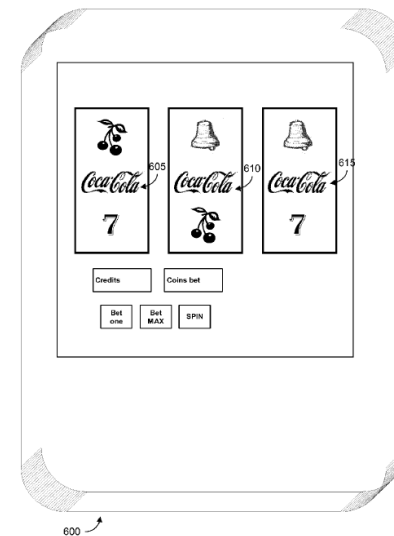 605
610
615
Coca-Cola Coca-Cola Coca-Cola
7 7
Credits Coins bet
Bet one Bet MAX SPIN
600